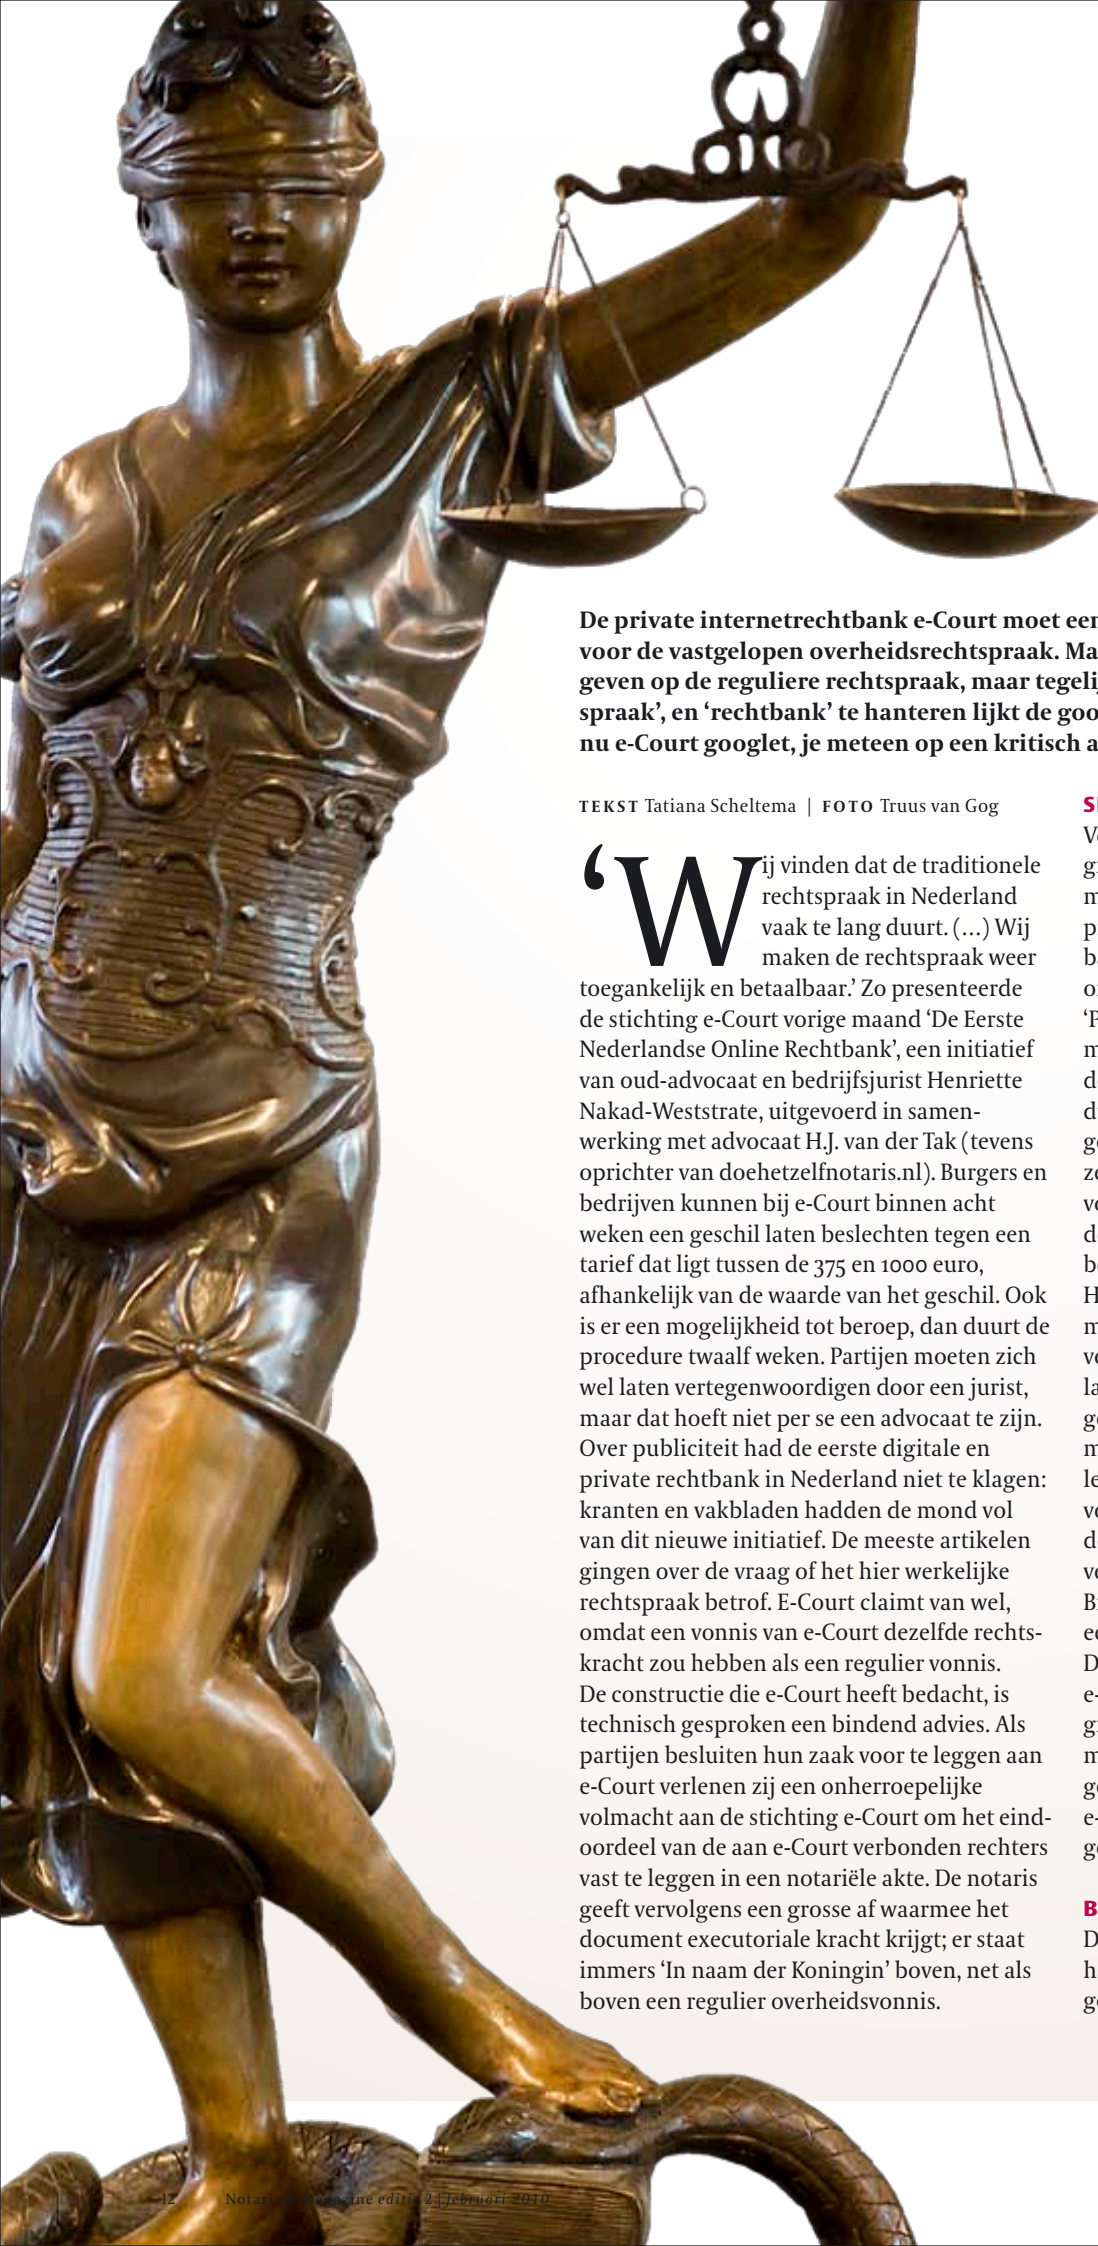 De private internetrechtbank e-Court moet een
voor de vastgelopen overheidsrechtspraak. Ma
geven op de reguliere rechtspraak, maar tegelij
spraak’, en ‘rechtbank’ te hanteren lijkt de goo
nu e-Court googlet, je meteen op een kritisch a
TEKST Tatiana Scheltema | FOTO Truus van Gog
‘Wij vinden dat de traditionele
rechtspraak in Nederland
vaak te lang duurt. (...) Wij
maken de rechtspraak weer
toegankelijk en betaalbaar.’ Zo presenteerde
de stichting e-Court vorige maand ‘De Eerste
Nederlandse Online Rechtbank’, een initiatief
van oud-advocaat en bedrijfsjurist Henriette
Nakad-Weststrate, uitgevoerd in samen-
werking met advocaat H.J. van der Tak (tevens
oprichter van doehetzelfnotaris.nl). Burgers en
bedrijven kunnen bij e-Court binnen acht
weken een geschil laten beslechten tegen een
tarief dat ligt tussen de 375 en 1000 euro,
afhankelijk van de waarde van het geschil. Ook
is er een mogelijkheid tot beroep, dan duurt de
procedure twaalf weken. Partijen moeten zich
wel laten vertegenwoordigen door een jurist,
maar dat hoeft niet per se een advocaat te zijn.
Over publiciteit had de eerste digitale en
private rechtbank in Nederland niet te klagen:
kranten en vakbladen hadden de mond vol
van dit nieuwe initiatief. De meeste artikelen
gingen over de vraag of het hier werkelijke
rechtspraak betrof. E-Court claimt van wel,
omdat een vonnis van e-Court dezelfde rechts-
kracht zou hebben als een regulier vonnis.
De constructie die e-Court heeft bedacht, is
technisch gesproken een bindend advies. Als
partijen besluiten hun zaak voor te leggen aan
e-Court verlenen zij een onherroepelijke
volmacht aan de stichting e-Court om het eind-
oordeel van de aan e-Court verbonden rechters
vast te leggen in een notariële akte. De notaris
geeft vervolgens een grosse af waarmee het
document executoriale kracht krijgt; er staat
immers ‘In naam der Koningin’ boven, net als
boven een regulier overheidsvonnis.
12 editie 2 | februari 2010